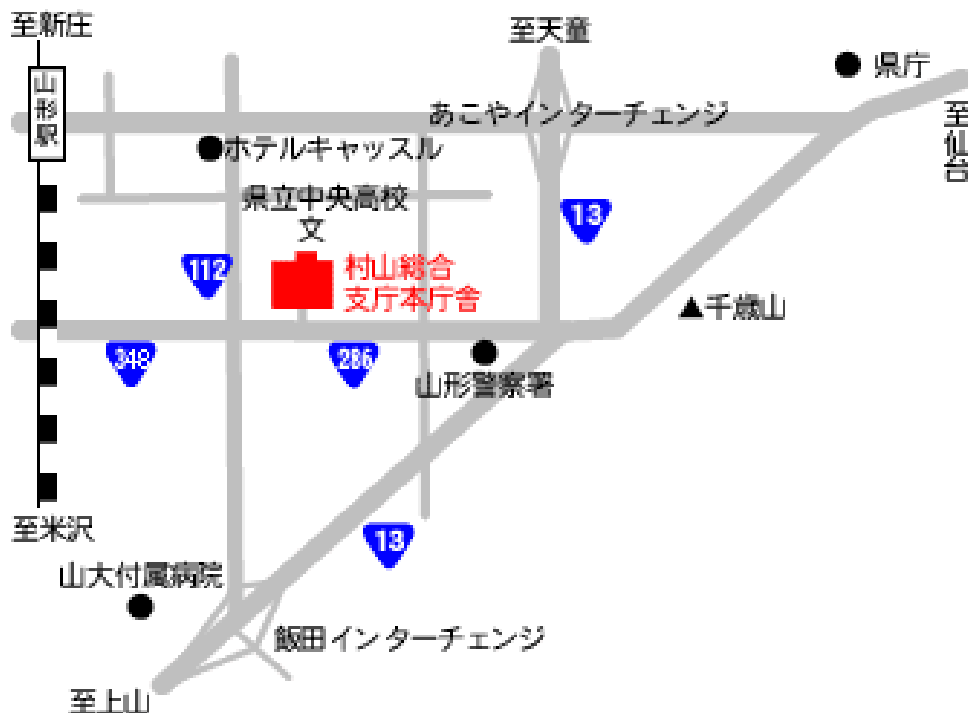 至新庄
至天童
県庁
山形駅
あこやインターチェンジ
至仙台
ホテルキャッスル
県立中央高校
文
13
112
村山総合
支庁本庁舎
千歳山
348
286
山形警察署
至米沢
13
山大付属病院
飯田インターチェンジ
至上山